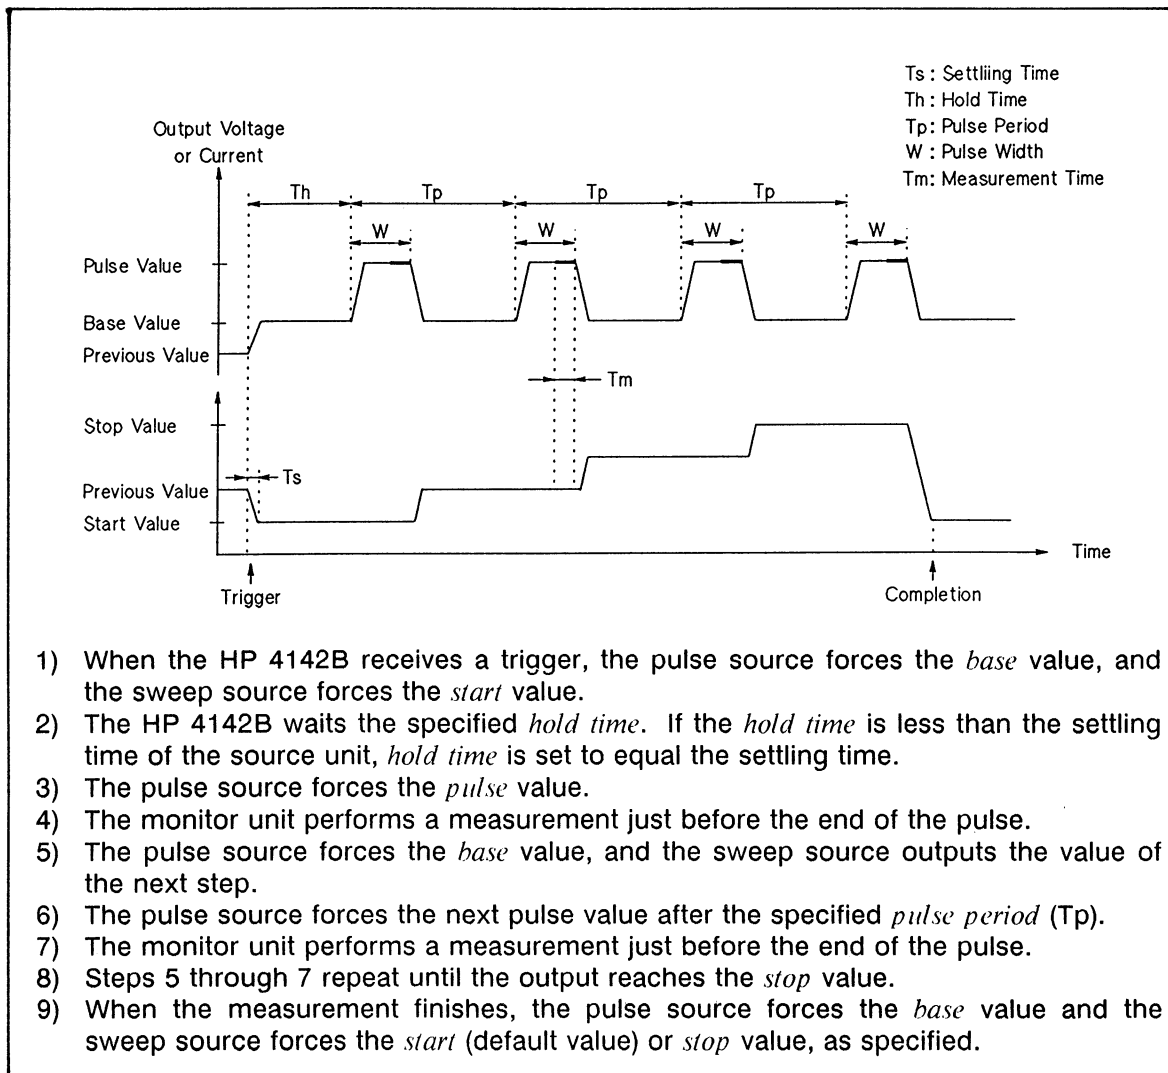 Ts : Settliing Time
Th : Hold Time
Tp: Pulse Period
W : Pulse Width
Tm: Measurement Time
Output Voltage
or Current
Th
Tp
Tp
Tp
W
W
W
W
Pulse Value
Base Value
Previous Value
Tm
Stop Value
Ts
Previous Value
Start Value
Time
Trigger
Completion
1) When the HP 4142B receives a trigger, the pulse source forces the base value, and
the sweep source forces the start value.
2) The HP 4142B waits the specified hold time. If the hold time is less than the settling
time of the source unit, hold time is set to equal the settling time.
3) The pulse source forces the pulse value.
4) The monitor unit performs a measurement just before the end of the pulse.
5) The pulse source forces the base value, and the sweep source outputs the value of
the next step.
6) The pulse source forces the next pulse value after the specified pulse period (Tp).
7) The monitor unit performs a measurement just before the end of the pulse.
8) Steps 5 through 7 repeat until the output reaches the stop value.
9) When the measurement finishes, the pulse source forces the base value and the
sweep source forces the start (default value) or stop value, as specified.